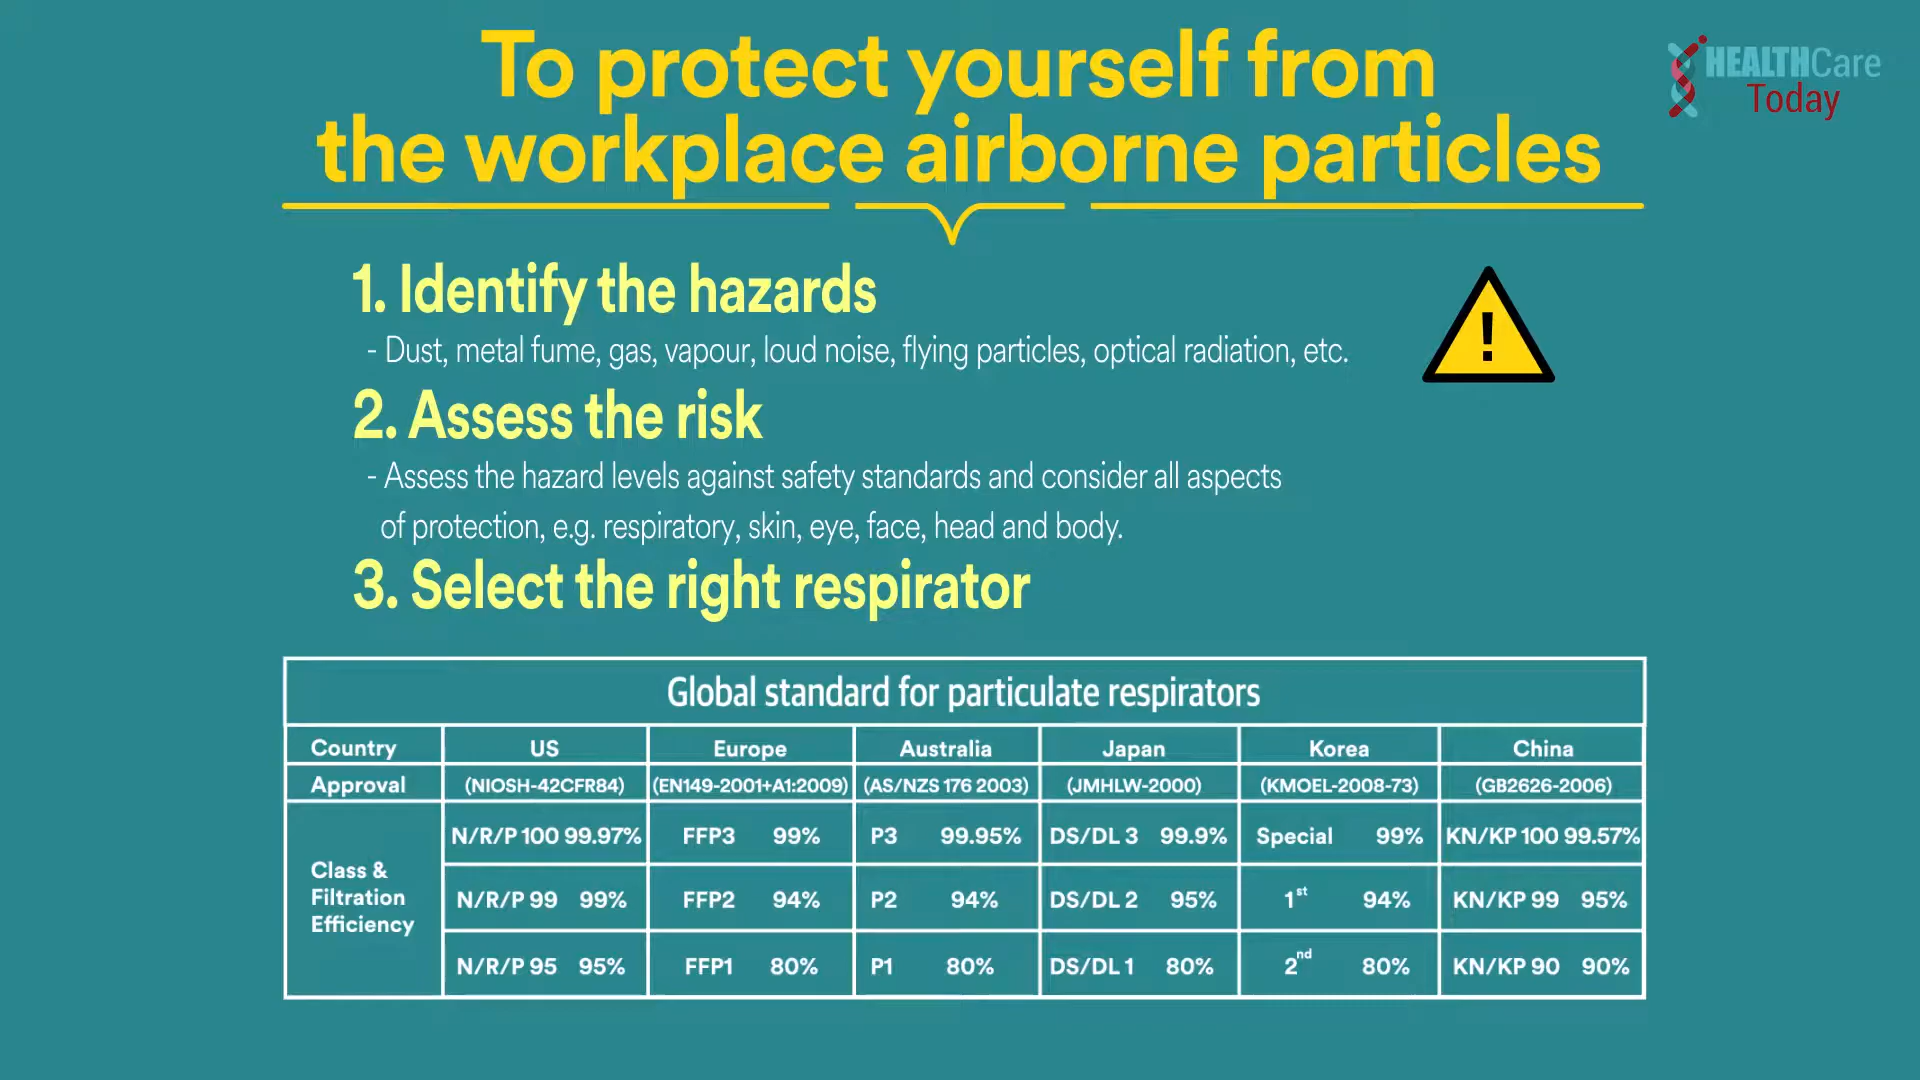 To protect yourself from
the workplace airborne particles
HEALTHCare
Today
1. Identify the hazards
- Dust, metal fume, gas, vapour, loud noise, flying particles, optical radiation, etc.
!
2. Assess the risk
- Assess the hazard levels against safety standards and consider all aspects
of protection, e.g. respiratory, skin, eye, face, head and body.
3. Select the right respirator
Global standard for particulate respirators
Country US Europe Australia Japan Korea China
Approval (NIOSH-42CFR84) (EN149-2001+A1:2009) (AS/NZS 176 2003) (JMHLW-2000) (KMOEL-2008-73) (GB2626-2006)
Class &
Filtration
Efficiency
N/R/P 100 99.97% FFP3 99% P3 99.95% DS/DL 3 99.9% Special 99% KN/KP 100 99.57%
N/R/P 99 99% FFP2 94% P2 94% DS/DL 2 95% 1st 94% KN/KP 99 95%
N/R/P 95 95% FFP1 80% P1 80% DS/DL 1 80% 2nd 80% KN/KP 90 90%